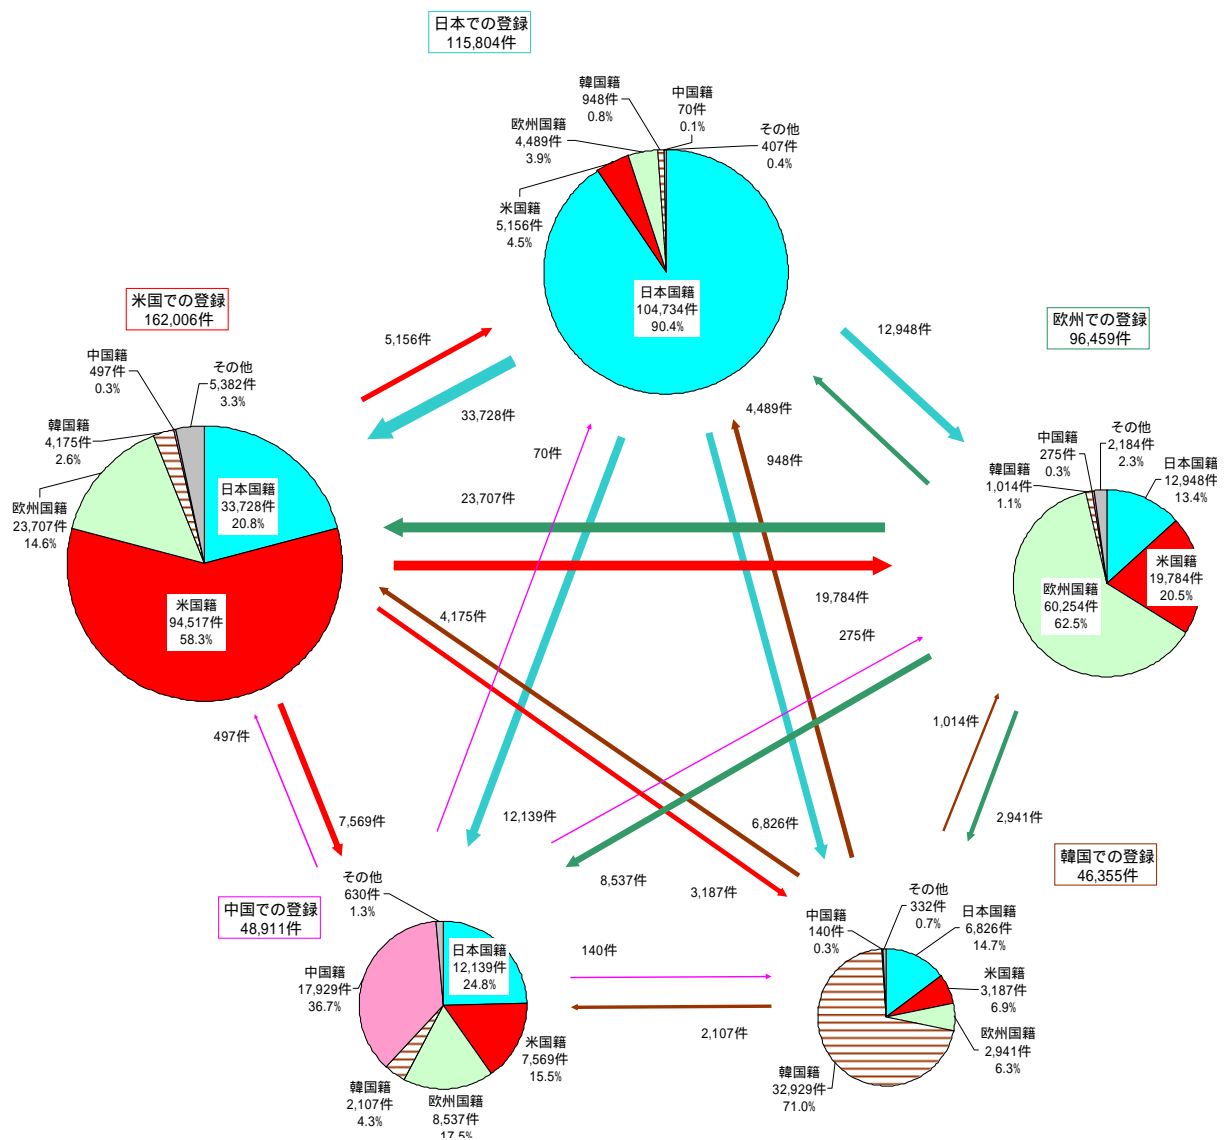 日本での登録
115,804件
韓国籍
948件
0.8%
中国籍
70件
0.1%
その他
407件
0.4%
欧州国籍
4,489件
3.9%
米国籍
5,156件
4.5%
日本国籍
104,734件
90.4%
米国での登録
162,006件
中国籍
497件
0.3%
その他
5,382件
3.3%
韓国籍
4,175件
2.6%
欧州国籍
23,707件
14.6%
日本国籍
33,728件
20.8%
米国籍
94,517件
58.3%
欧州での登録
96,459件
その他
2,184件
2.3%
中国籍
275件
0.3%
韓国籍
1,014件
1.1%
日本国籍
12,948件
13.4%
米国籍
19,784件
20.5%
欧州国籍
60,254件
62.5%
5,156件
33,728件
12,948件
4,489件
948件
70件
23,707件
19,784件
4,175件
275件
497件
7,569件
12,139件
6,826件
8,537件
3,187件
1,014件
2,941件
140件
2,107件
中国での登録
48,911件
その他
630件
1.3%
日本国籍
12,139件
24.8%
中国籍
17,929件
36.7%
米国籍
7,569件
15.5%
韓国籍
2,107件
4.3%
欧州国籍
8,537件
17.5%
韓国での登録
46,355件
その他
332件
0.7%
中国籍
140件
0.3%
日本国籍
6,826件
14.7%
米国籍
3,187件
6.9%
欧州国籍
2,941件
6.3%
韓国籍
32,929件
71.0%